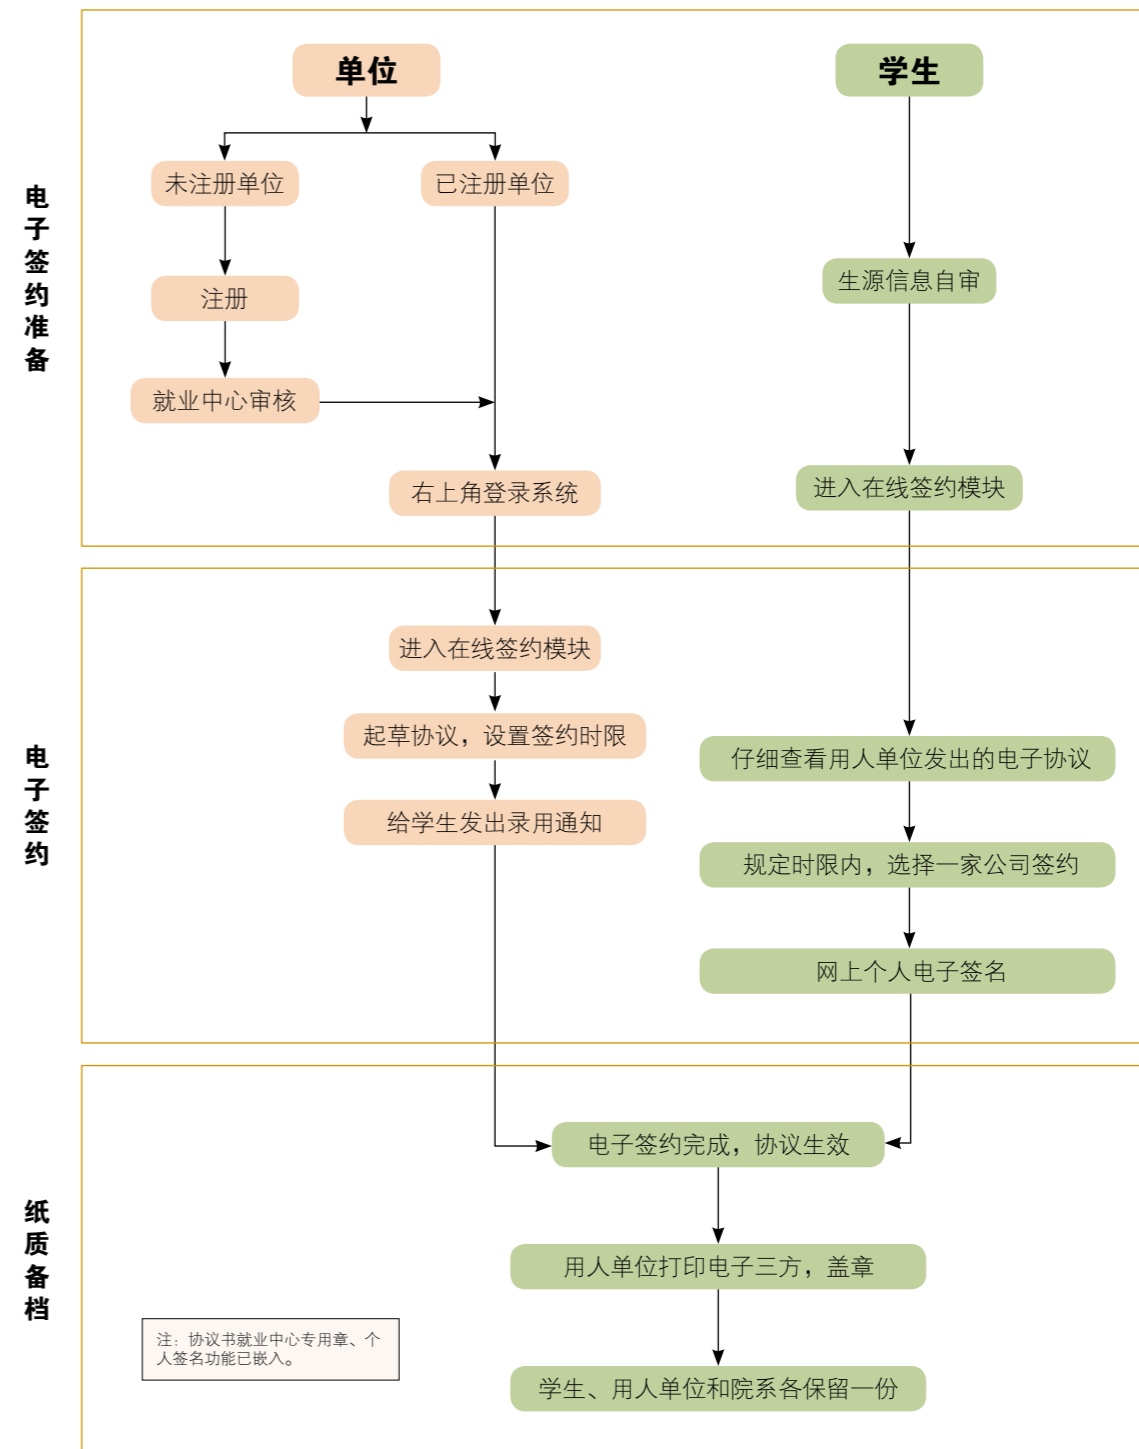 电子签约准备
单位
学生
未注册单位
已注册单位
生源信息自审
注册
就业中心审核
右上角登录系统
进入在线签约模块
电子签约
进入在线签约模块
起草协议，设置签约时限
仔细查看用人单位发出的电子协议
给学生发出录用通知
规定时限内，选择一家公司签约
网上个人电子签名
纸质备档
电子签约完成，协议生效
用人单位打印电子三方，盖章
注：协议书就业中心专用章、个
人签名功能已嵌入。
学生、用人单位和院系各保留一份